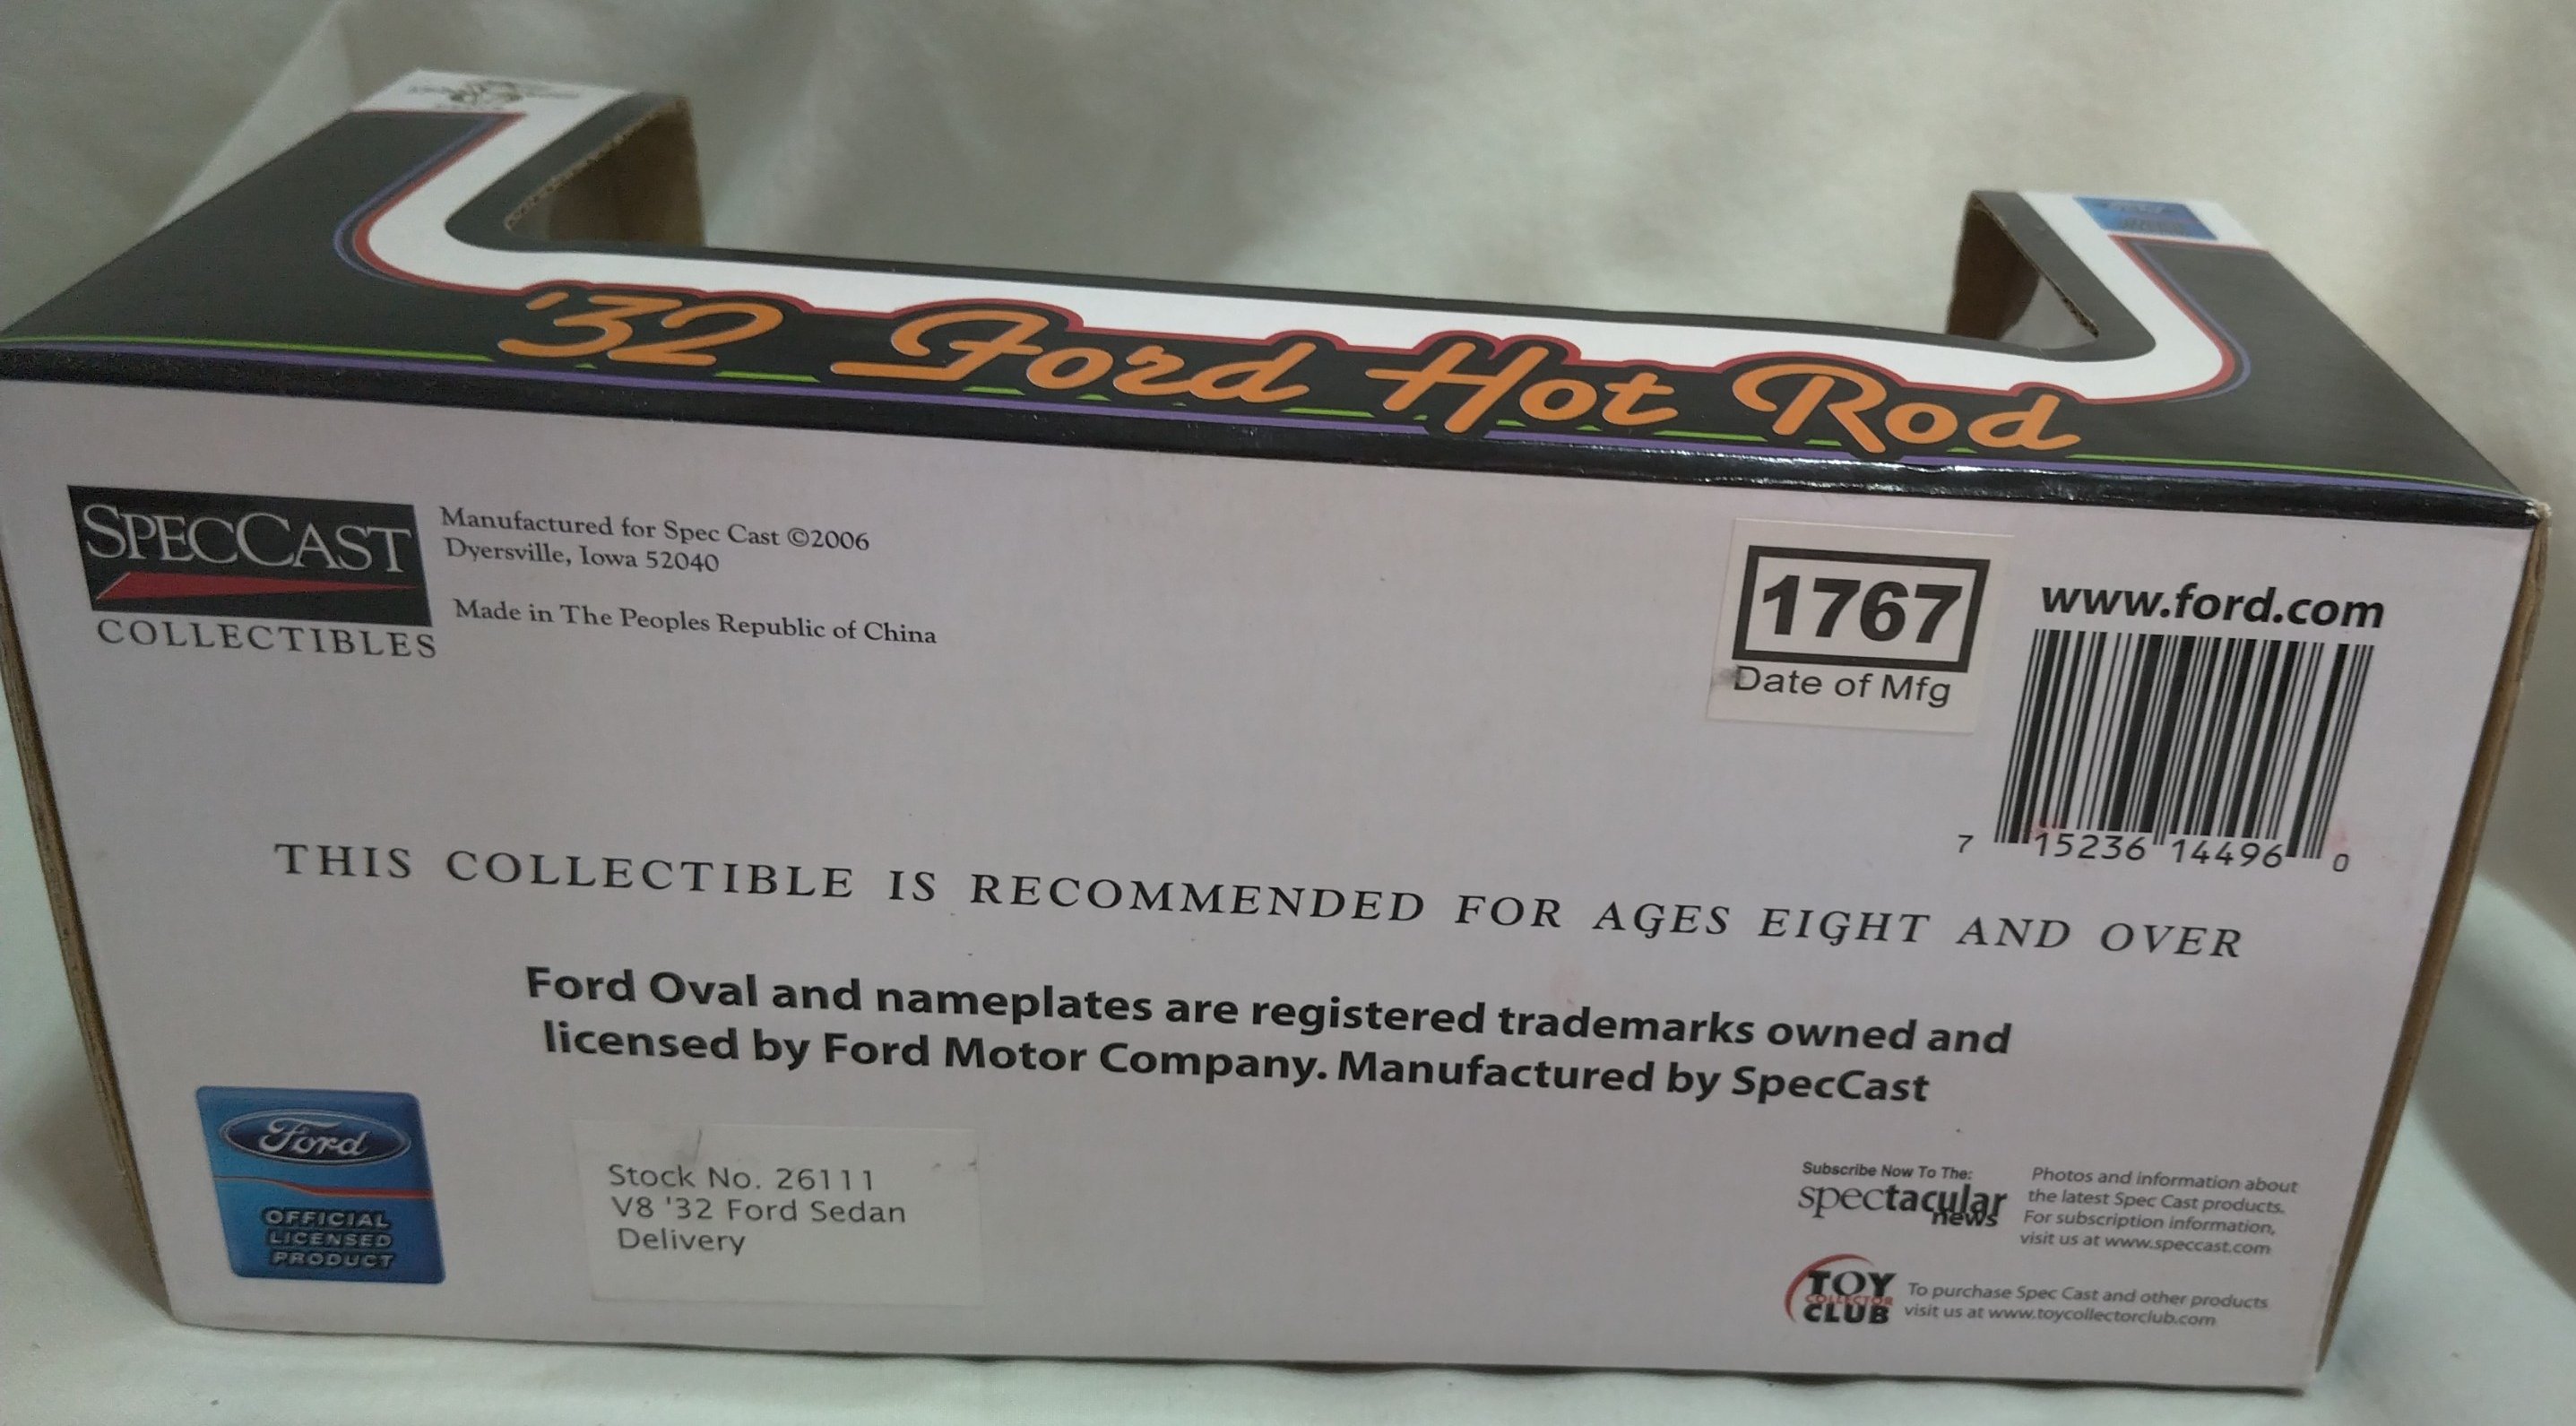 '32 Ford Hot Rod
SPECCAST
COLLECTIBLES
Manufactured for Spec Cast ©2006
Dyersville, Iowa 52040
Made in The Peoples Republic of China
1767
Date of Mfg
www.ford.com
7 15236 14496 0
THIS COLLECTIBLE IS RECOMMENDED FOR AGES EIGHT AND OVER
Ford Oval and nameplates are registered trademarks owned and
licensed by Ford Motor Company. Manufactured by SpecCast
Ford
OFFICIAL
LICENSED
PRODUCT
Stock No. 26111
V8 '32 Ford Sedan
Delivery
Subscribe Now To The:
spectacular
news
Photos and information about
the latest Spec Cast products.
For subscription information,
visit us at www.speccast.com
TOY
COLLECTOR
CLUB
To purchase Spec Cast and other products
visit us at www.toycollectorclub.com